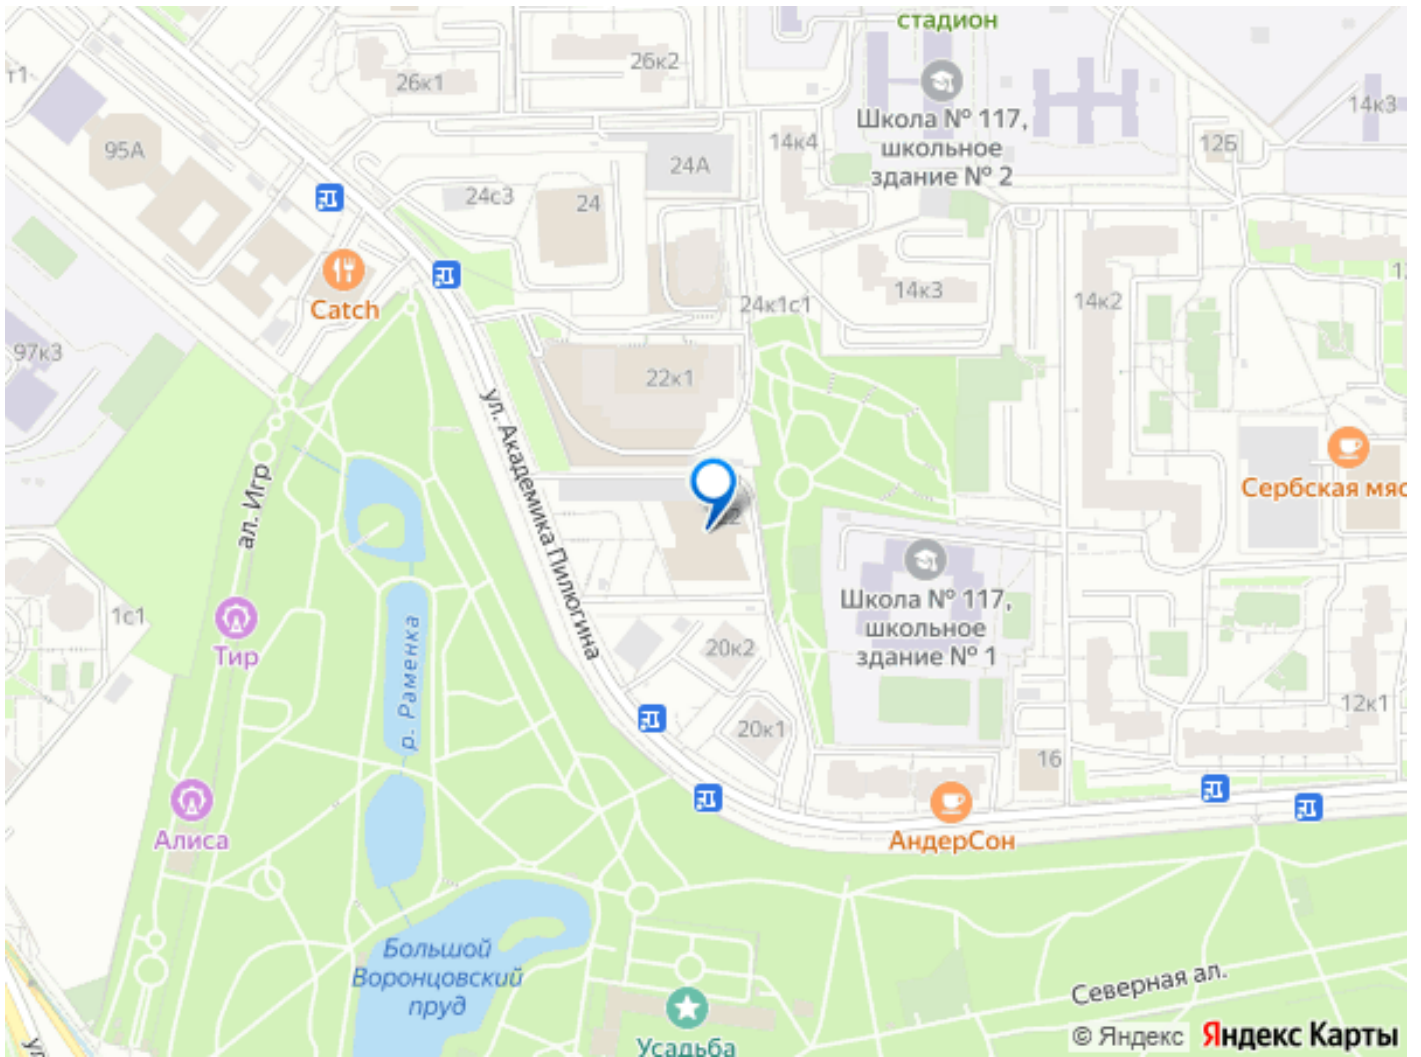 стадион
26к2
26к1
т1
14к3
Школа № 117,
школьное
здание № 2
14к4
12Б
95А
24А
24с3
24
Catch
14к3
24к1с1
14к2
97к3
22к1
ул. Академика Пилюгина
ал. Игр
Сербская мяс
Школа № 117,
школьное
здание № 1
1с1
Тир
р. Раменка
20к2
20к1
12к1
16
Алиса
АндерСон
Большой
Воронцовский
пруд
Северная ал.
Усадьба
© Яндекс Яндекс Карты